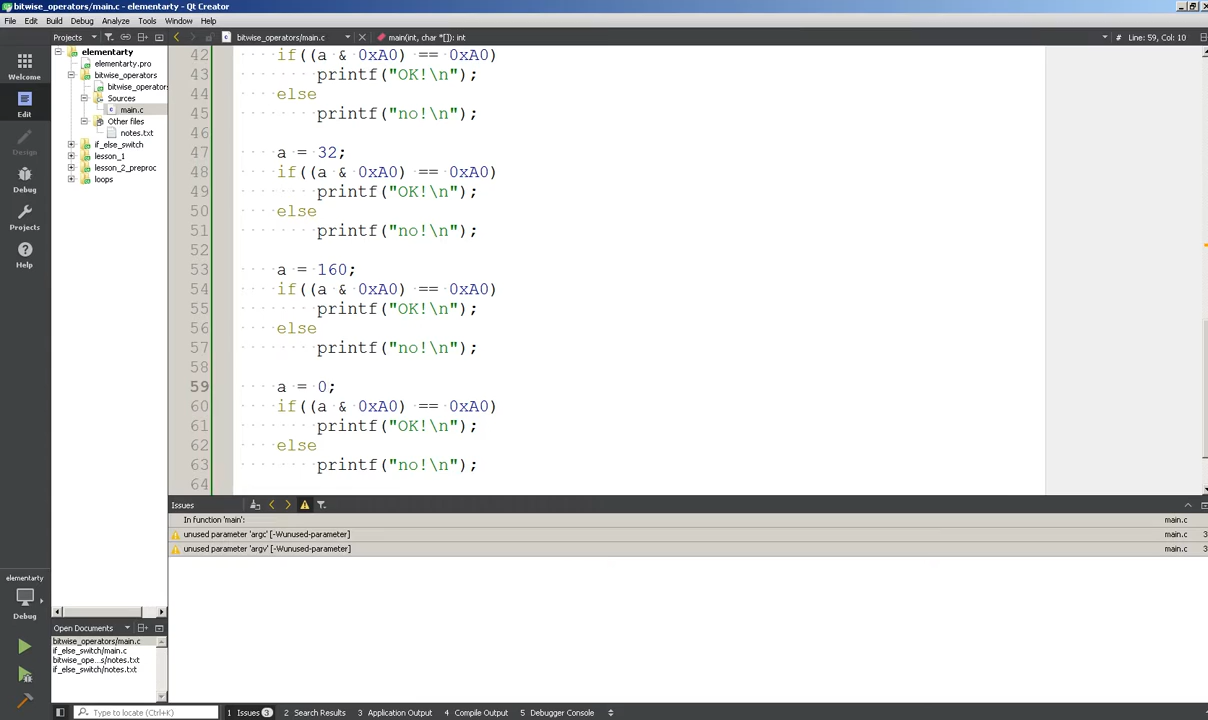 bitwise_operators/main.c - elementarty - Qt Creator
File Edit Build Debug Analyze Tools Window Help
Projects
bitwise_operators/main.c
main(int, char *[]): int
# Line: 59, Col: 10
Welcome
Edit
Design
Debug
Projects
Help
elementarty
elementarty.pro
bitwise_operators
bitwise_operators
Sources
main.c
Other files
notes.txt
if_else_switch
lesson_1
lesson_2_preproc
loops
42 if((a & 0xA0) == 0xA0)
43 printf("OK!\n");
44 else
45 printf("no!\n");
46
47 a = 32;
48 if((a & 0xA0) == 0xA0)
49 printf("OK!\n");
50 else
51 printf("no!\n");
52
53 a = 160;
54 if((a & 0xA0) == 0xA0)
55 printf("OK!\n");
56 else
57 printf("no!\n");
58
59 a = 0;
60 if((a & 0xA0) == 0xA0)
61 printf("OK!\n");
62 else
63 printf("no!\n");
64
Issues
In function 'main': main.c
unused parameter 'argc' [-Wunused-parameter] main.c 3
unused parameter 'argv' [-Wunused-parameter] main.c 3
elementarty
Debug
Open Documents
bitwise_operators/main.c
if_else_switch/main.c
bitwise_ope...s/notes.txt
if_else_switch/notes.txt
Type to locate (Ctrl+K)
1 Issues 3
2 Search Results
3 Application Output
4 Compile Output
5 Debugger Console